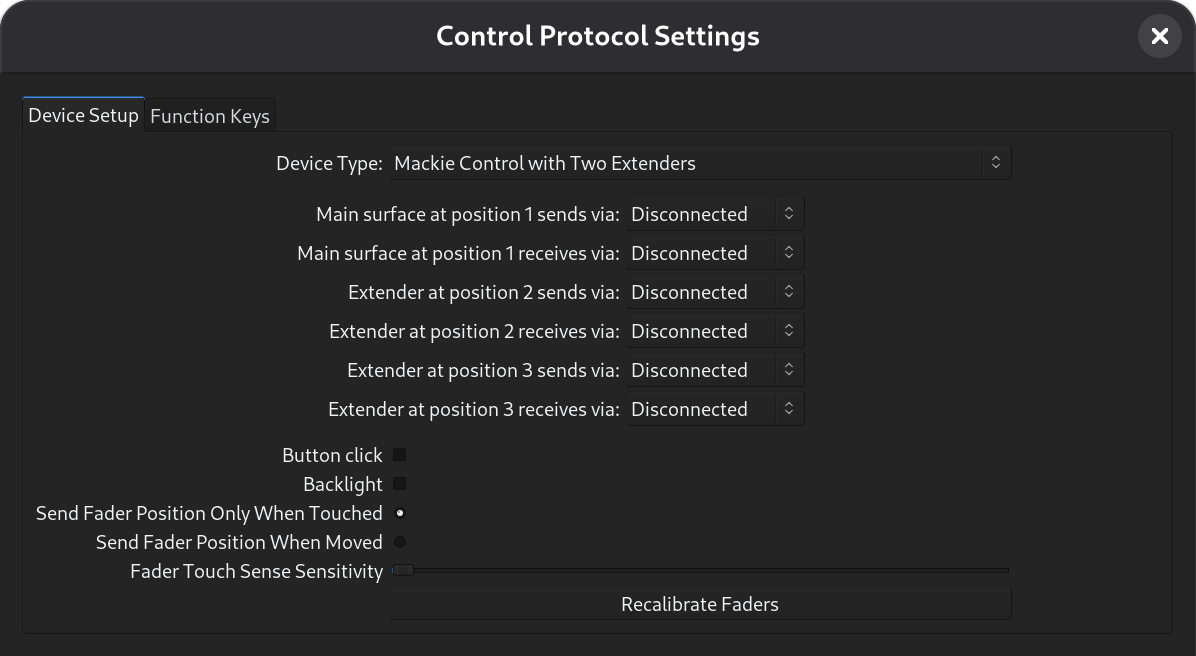 Control Protocol Settings
Device Setup Function Keys
Device Type: Mackie Control with Two Extenders
Main surface at position 1 sends via: Disconnected
Main surface at position 1 receives via: Disconnected
Extender at position 2 sends via: Disconnected
Extender at position 2 receives via: Disconnected
Extender at position 3 sends via: Disconnected
Extender at position 3 receives via: Disconnected
Button click
Backlight
Send Fader Position Only When Touched
Send Fader Position When Moved
Fader Touch Sense Sensitivity
Recalibrate Faders